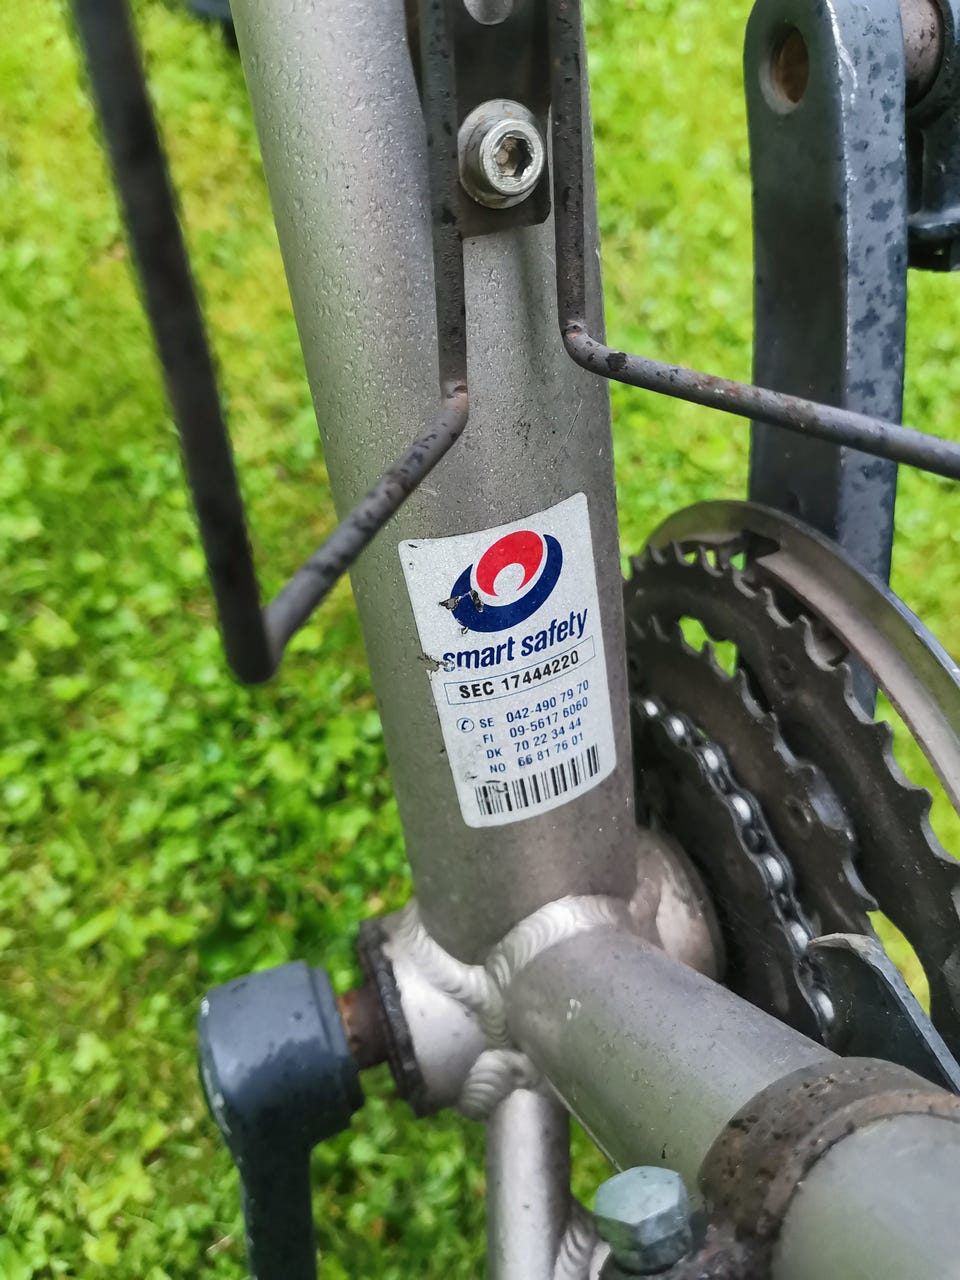 smart safety
SEC 17444220
SE 042-490 79 70
FI 09-5617 6060
DK 70 22 34 44
NO 66 81 76 01